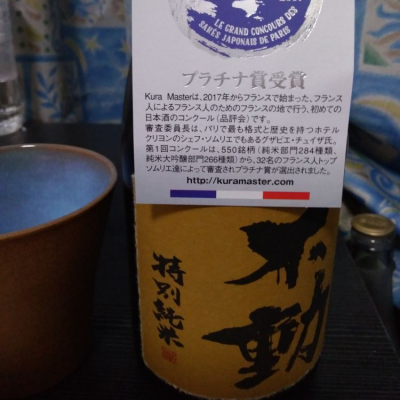 LE GRAND CONCOURS DES
SAKÉS JAPONAIS DE PARIS
プラチナ賞受賞
Kura Masterは、2017年からフランスで始まった、フランス
人によるフランス人のためのフランスの地で行う、初めての
日本酒のコンクール(品評会)です。
審査委員長は、パリで最も格式と歴史を持つホテル
クリヨンのシェフ・ソムリエでもあるグザビエ・チュイザ氏。
第1回コンクールは、550銘柄(純米部門284種類、
純米大吟醸部門266種類)から、32名のフランス人トップ
ソムリエ達によって審査されプラチナ賞が選出されました。
http://kuramaster.com
不動
特別純米